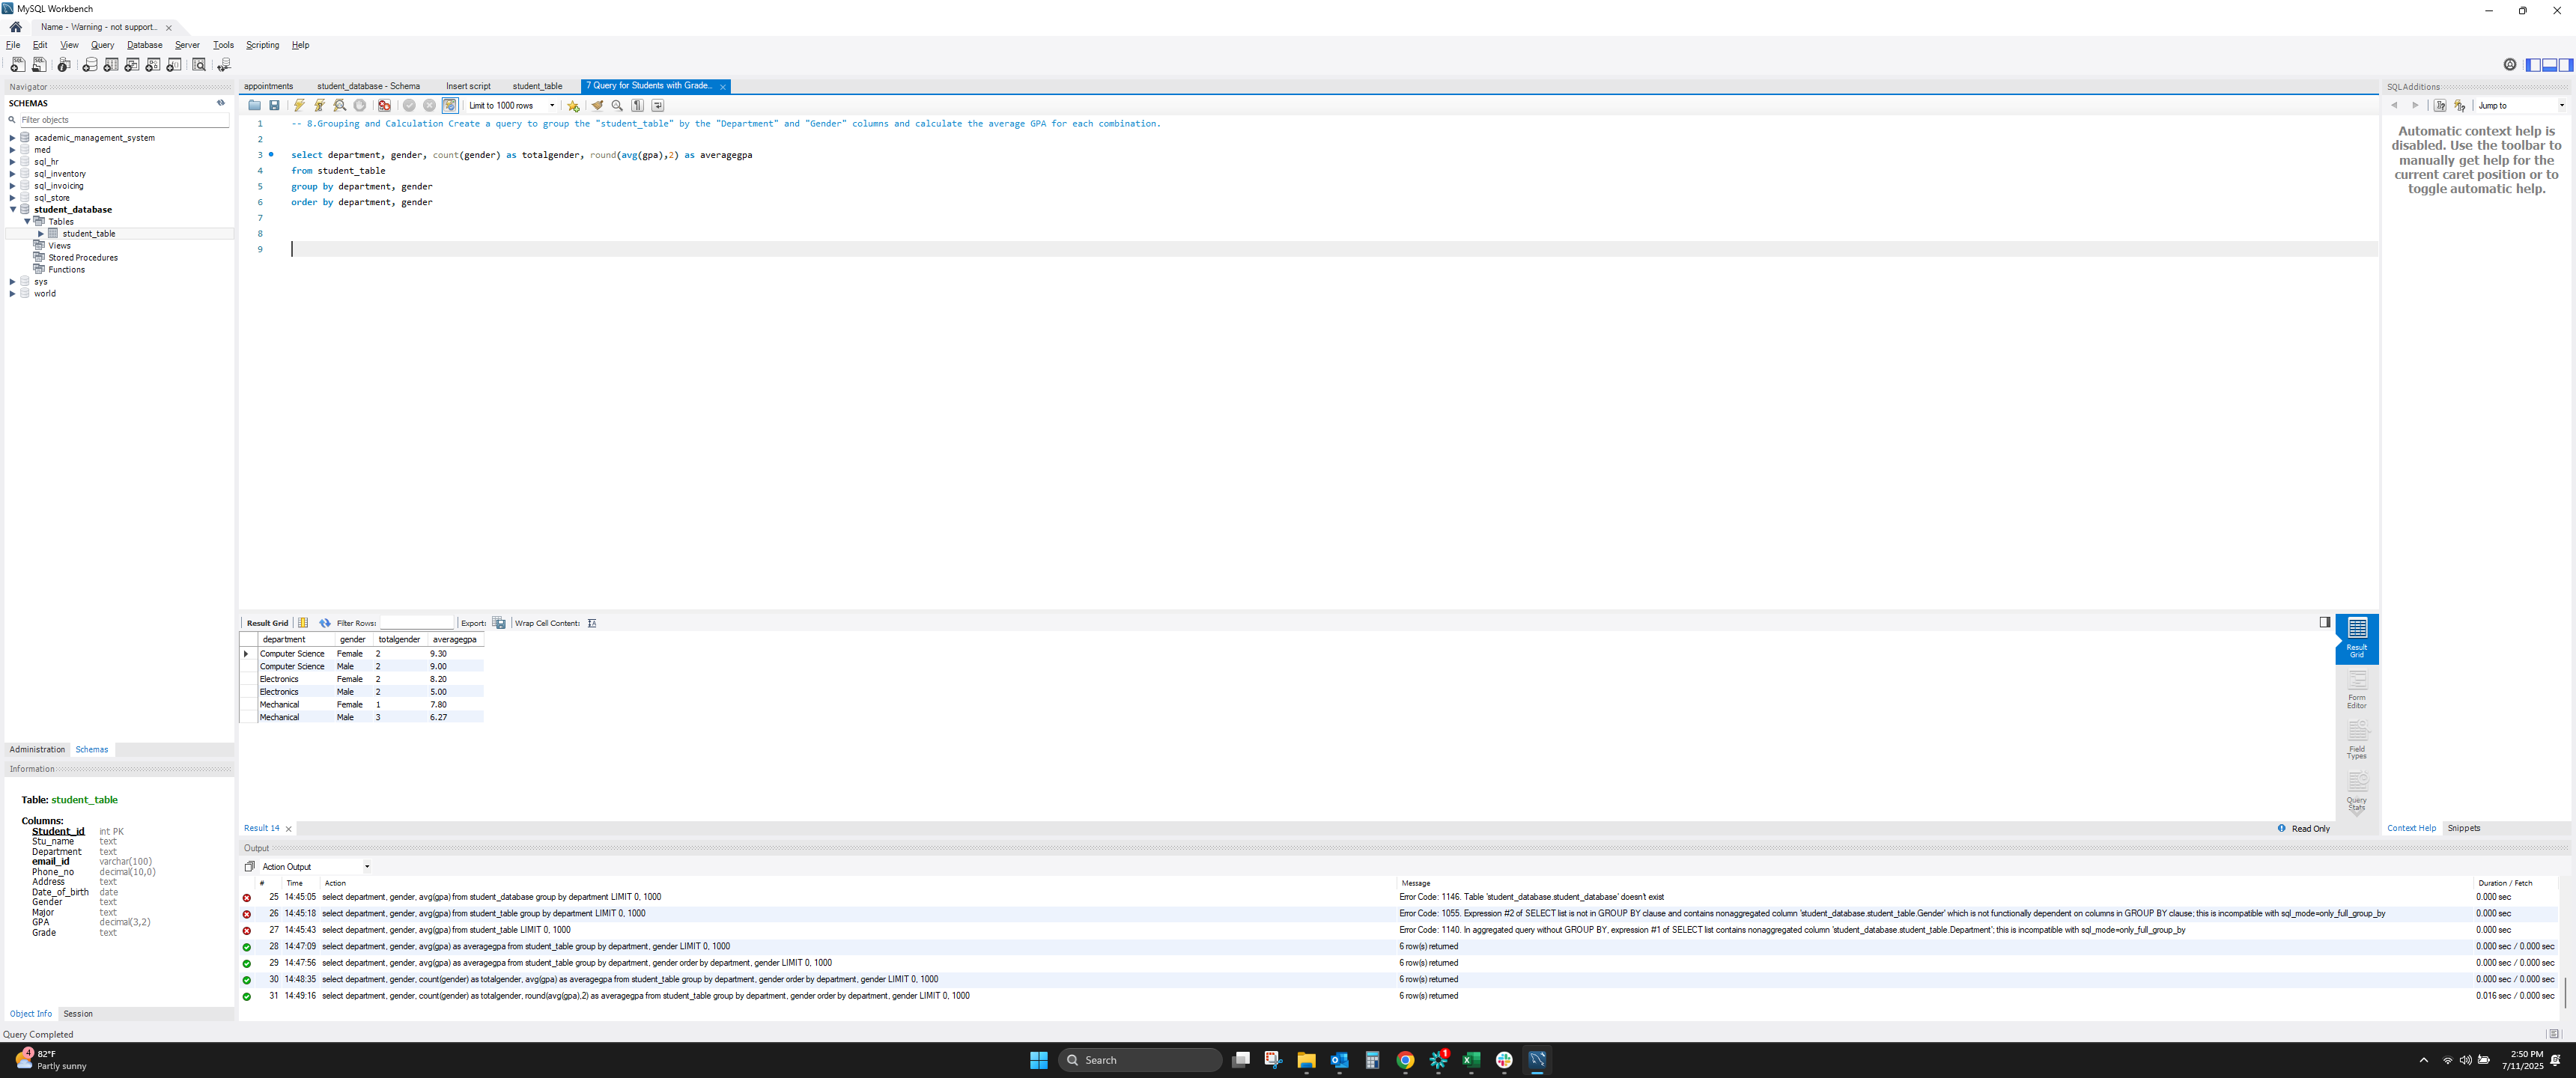 MySQL Workbench
Name - Warning - not support...
File Edit View Query Database Server Tools Scripting Help
Navigator
SCHEMAS
Filter objects
academic_management_system
med
sql_hr
sql_inventory
sql_invoicing
sql_store
student_database
Tables
student_table
Views
Stored Procedures
Functions
sys
world
Administration Schemas
Information
Table: student_table
Columns:
Student_id int PK
Stu_name text
Department text
email_id varchar(100)
Phone_no decimal(10,0)
Address text
Date_of_birth date
Gender text
Major text
GPA decimal(3,2)
Grade text
Object Info Session
Query Completed
appointments student_database - Schema Insert script student_table 7 Query for Students with Grade...
Limit to 1000 rows
1 -- 8.Grouping and Calculation Create a query to group the "student_table" by the "Department" and "Gender" columns and calculate the average GPA for each combination.
2
3 select department, gender, count(gender) as totalgender, round(avg(gpa),2) as averagegpa
4 from student_table
5 group by department, gender
6 order by department, gender
7
8
9
Result Grid Filter Rows: Export: Wrap Cell Content:
department gender totalgender averagegpa
Computer Science Female 2 9.30
Computer Science Male 2 9.00
Electronics Female 2 8.20
Electronics Male 2 5.00
Mechanical Female 1 7.80
Mechanical Male 3 6.27
Result Grid
Form Editor
Field Types
Query Stats
Result 14
Read Only
Output
Action Output
# Time Action Message Duration / Fetch
25 14:45:05 select department, gender, avg(gpa) from student_database group by department LIMIT 0, 1000 Error Code: 1146. Table 'student_database.student_database' doesn't exist 0.000 sec
26 14:45:18 select department, gender, avg(gpa) from student_table group by department LIMIT 0, 1000 Error Code: 1055. Expression #2 of SELECT list is not in GROUP BY clause and contains nonaggregated column 'student_database.student_table.Gender' which is not functionally dependent on columns in GROUP BY clause; this is incompatible with sql_mode=only_full_group_by 0.000 sec
27 14:45:43 select department, gender, avg(gpa) from student_table LIMIT 0, 1000 Error Code: 1140. In aggregated query without GROUP BY, expression #1 of SELECT list contains nonaggregated column 'student_database.student_table.Department'; this is incompatible with sql_mode=only_full_group_by 0.000 sec
28 14:47:09 select department, gender, avg(gpa) as averagegpa from student_table group by department, gender LIMIT 0, 1000 6 row(s) returned 0.000 sec / 0.000 sec
29 14:47:56 select department, gender, avg(gpa) as averagegpa from student_table group by department, gender order by department, gender LIMIT 0, 1000 6 row(s) returned 0.000 sec / 0.000 sec
30 14:48:35 select department, gender, count(gender) as totalgender, avg(gpa) as averagegpa from student_table group by department, gender order by department, gender LIMIT 0, 1000 6 row(s) returned 0.000 sec / 0.000 sec
31 14:49:16 select department, gender, count(gender) as totalgender, round(avg(gpa),2) as averagegpa from student_table group by department, gender order by department, gender LIMIT 0, 1000 6 row(s) returned 0.016 sec / 0.000 sec
SQLAdditions
Jump to
Automatic context help is
disabled. Use the toolbar to
manually get help for the
current caret position or to
toggle automatic help.
Context Help Snippets
4
82°F
Partly sunny
Search
1
2:50 PM
7/11/2025